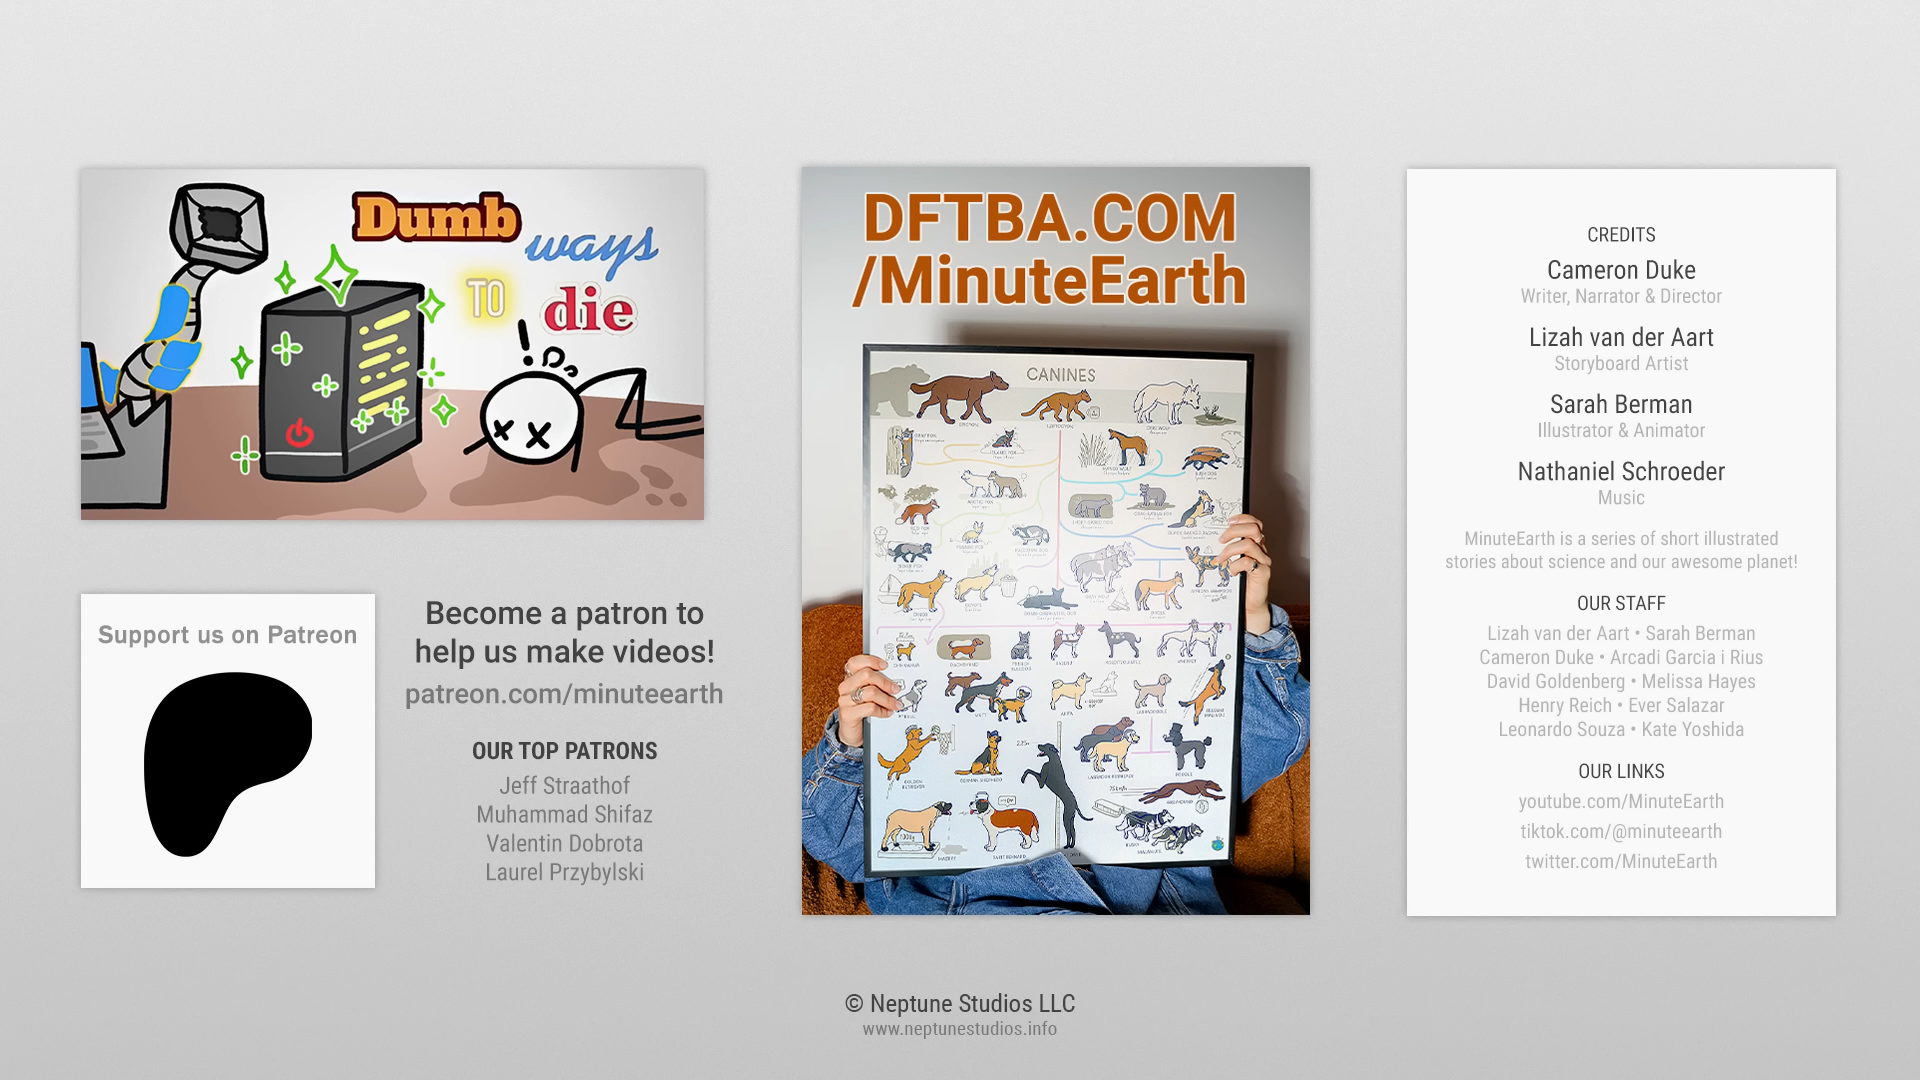 Dumb
ways
TO
die
Support us on Patreon
Become a patron to
help us make videos!
patreon.com/minuteearth
OUR TOP PATRONS
Jeff Straathof
Muhammad Shifaz
Valentin Dobrota
Laurel Przybylski
DFTBA.COM
/MinuteEarth
CANINES
CREDITS
Cameron Duke
Writer, Narrator & Director
Lizah van der Aart
Storyboard Artist
Sarah Berman
Illustrator & Animator
Nathaniel Schroeder
Music
MinuteEarth is a series of short illustrated
stories about science and our awesome planet!
OUR STAFF
Lizah van der Aart • Sarah Berman
Cameron Duke • Arcadi Garcia i Rius
David Goldenberg • Melissa Hayes
Henry Reich • Ever Salazar
Leonardo Souza • Kate Yoshida
OUR LINKS
youtube.com/MinuteEarth
tiktok.com/@minuteearth
twitter.com/MinuteEarth
© Neptune Studios LLC
www.neptunestudios.info